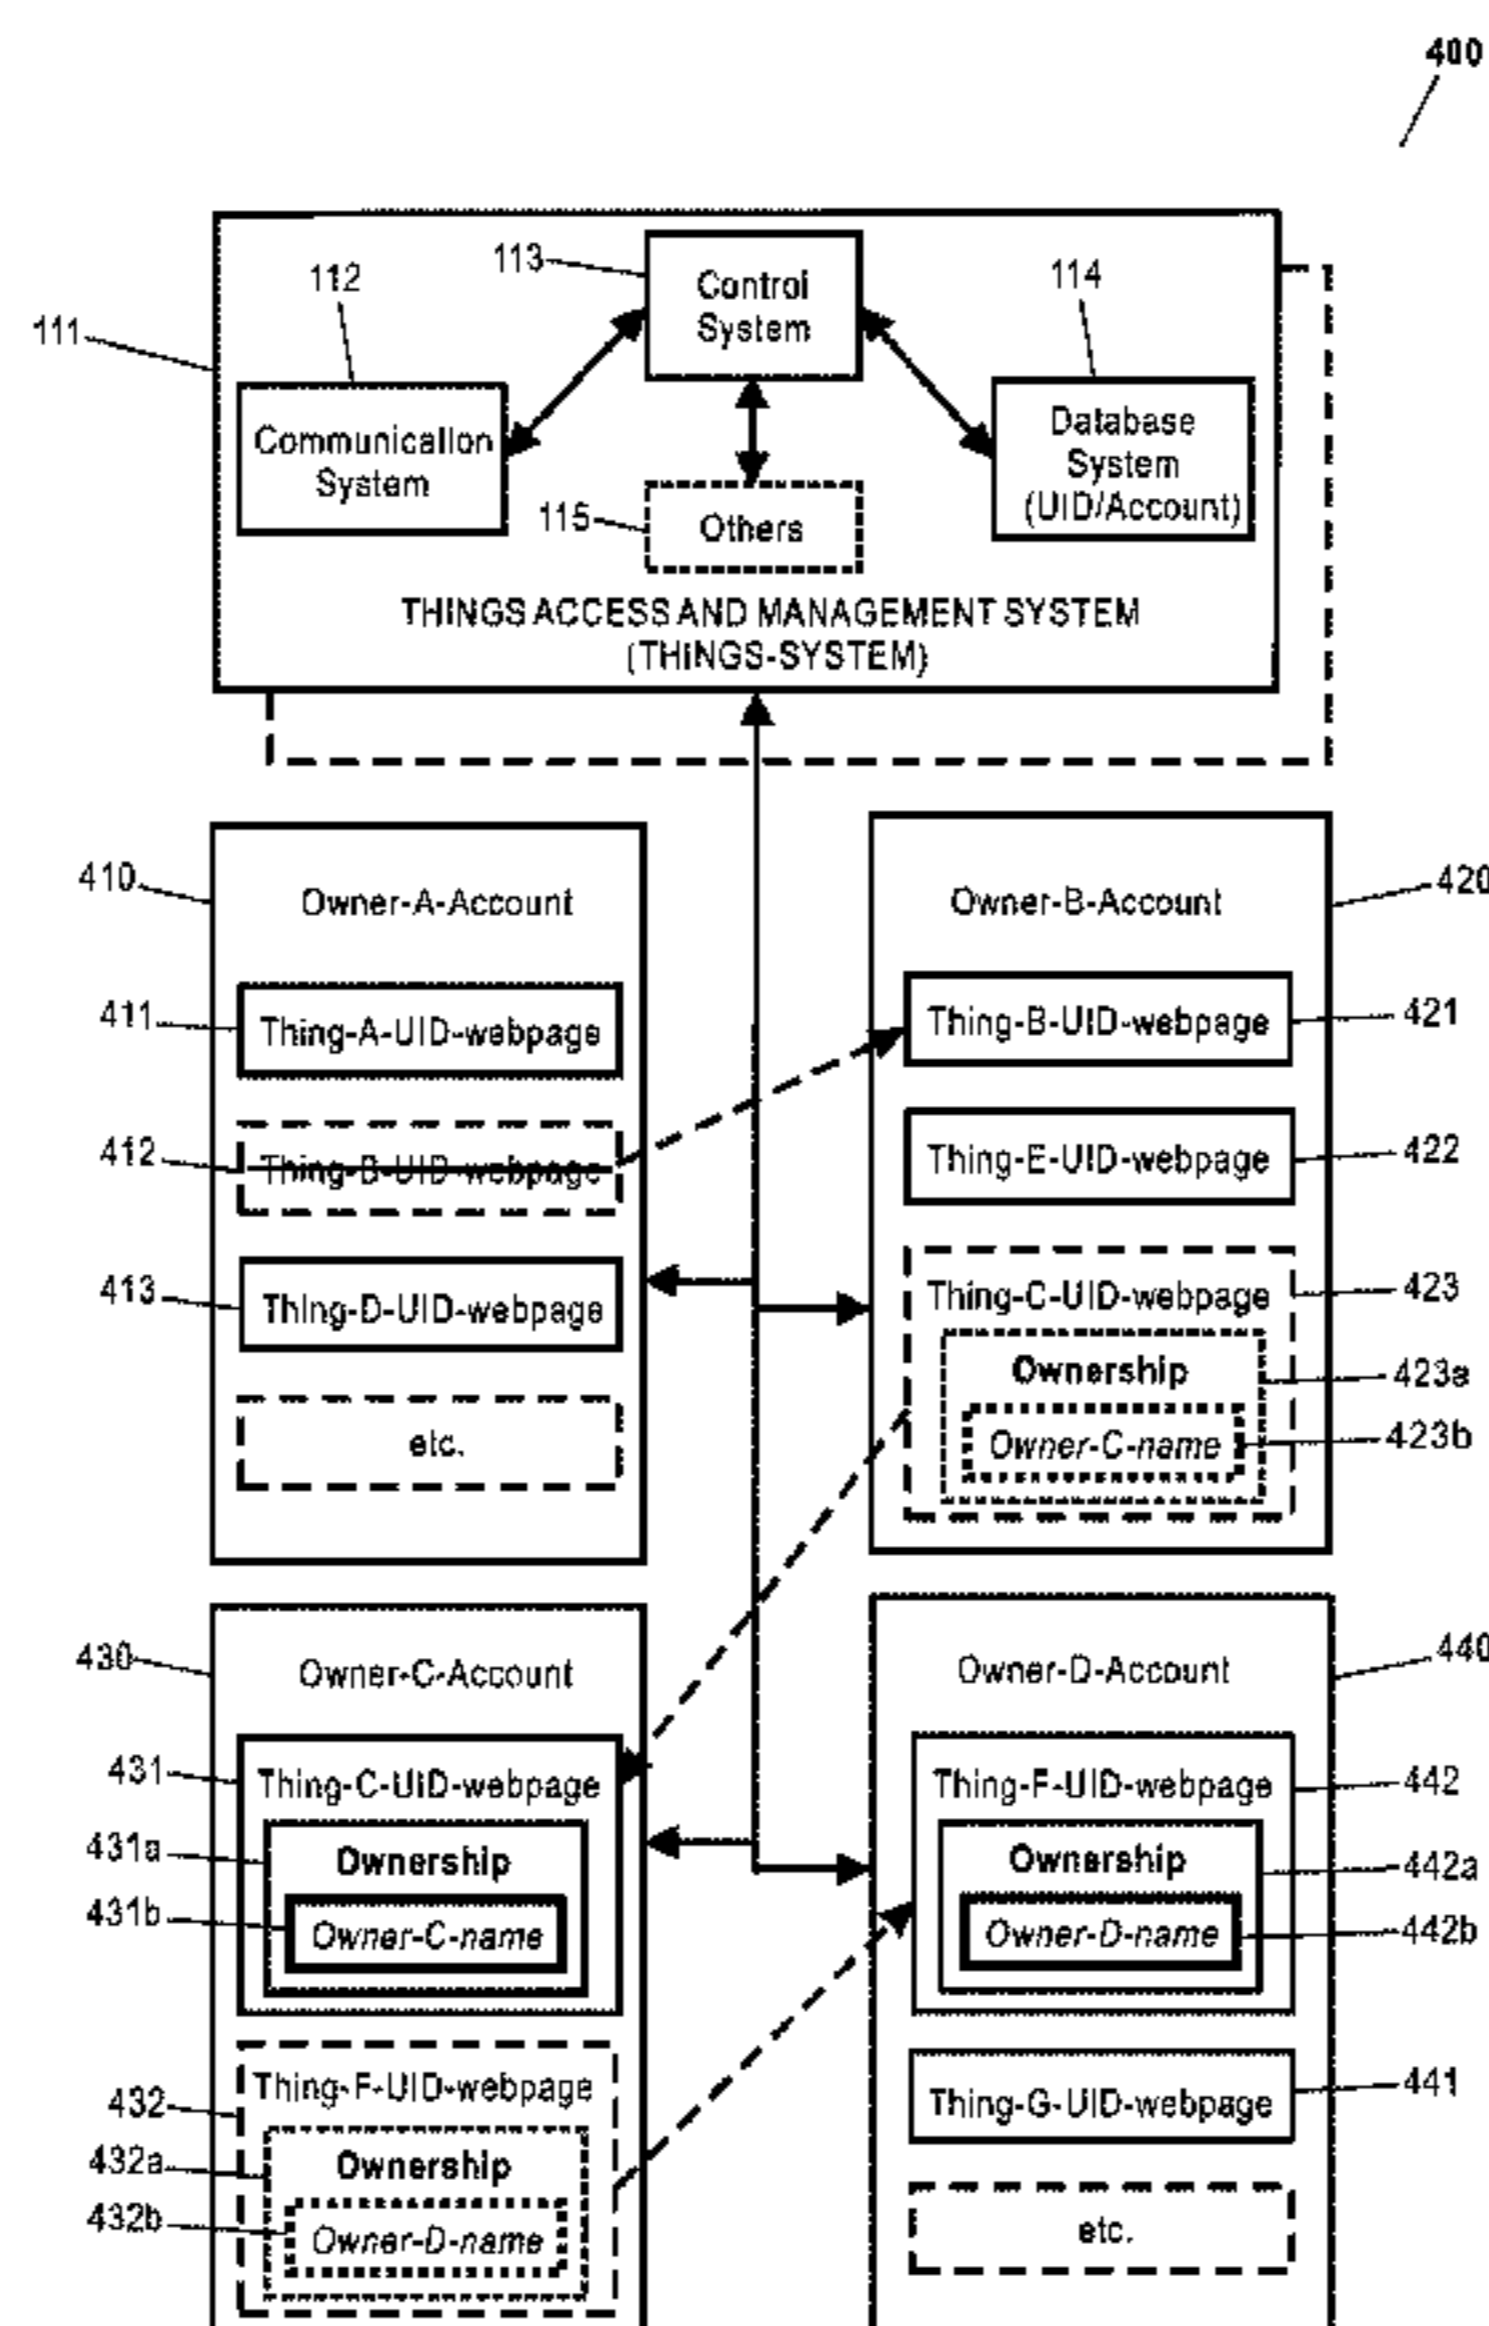 400
113
Control
System
112
114
111
Communication
System
Database
System
(UID/Account)
115
Others
THINGS ACCESS AND MANAGEMENT SYSTEM
(THINGS-SYSTEM)
410
Owner-A-Account
411
Thing-A-UID-webpage
412
Thing-B-UID-webpage
413
Thing-D-UID-webpage
etc.
420
Owner-B-Account
Thing-B-UID-webpage
421
Thing-E-UID-webpage
422
Thing-C-UID-webpage
423
Ownership
423a
Owner-C-name
423b
430
Owner-C-Account
431
Thing-C-UID-webpage
431a
Ownership
431b
Owner-C-name
432
Thing-F-UID-webpage
432a
Ownership
432b
Owner-D-name
440
Owner-D-Account
Thing-F-UID-webpage
442
Ownership
442a
Owner-D-name
442b
Thing-G-UID-webpage
441
etc.